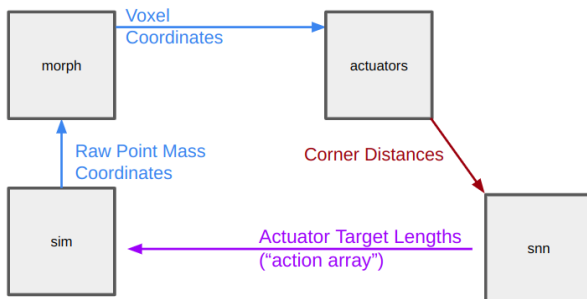 Voxel
Coordinates
morph
actuators
Raw Point Mass
Coordinates
Corner Distances
sim
Actuator Target Lengths
(“action array”)
snn